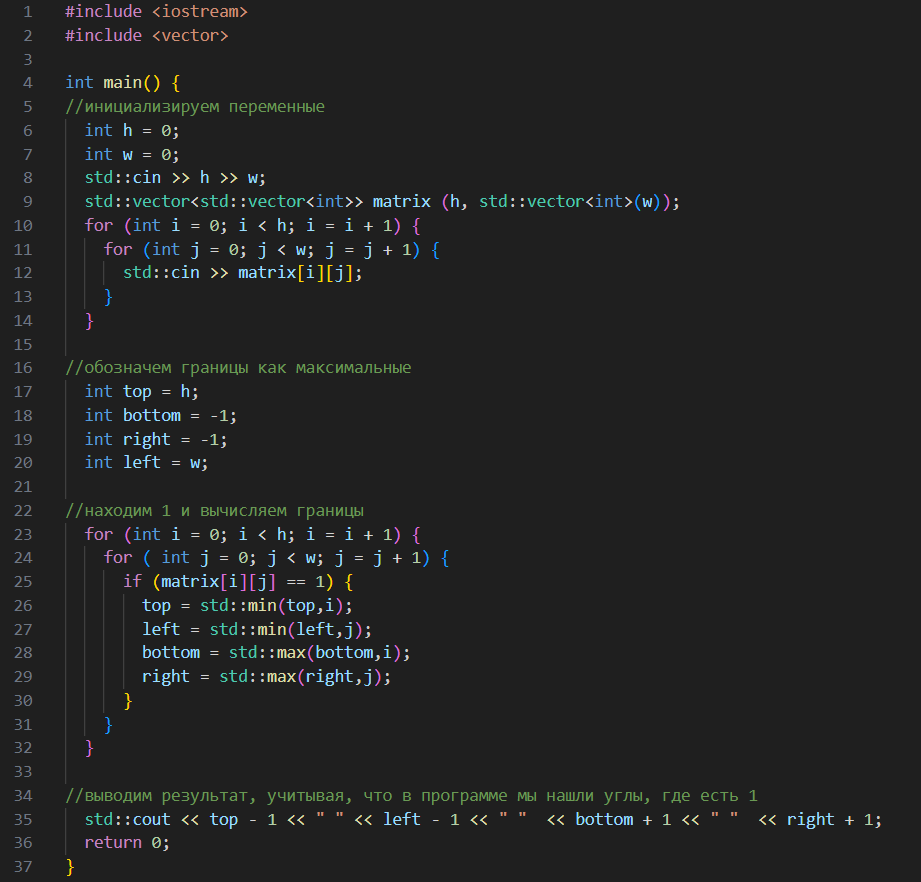 1 #include <iostream>
2 #include <vector>
3
4 int main() {
5 //инициализируем переменные
6   int h = 0;
7   int w = 0;
8   std::cin >> h >> w;
9   std::vector<std::vector<int>> matrix (h, std::vector<int>(w));
10   for (int i = 0; i < h; i = i + 1) {
11     for (int j = 0; j < w; j = j + 1) {
12       std::cin >> matrix[i][j];
13     }
14   }
15
16 //обозначем границы как максимальные
17   int top = h;
18   int bottom = -1;
19   int right = -1;
20   int left = w;
21
22 //находим 1 и вычисляем границы
23   for (int i = 0; i < h; i = i + 1) {
24     for ( int j = 0; j < w; j = j + 1) {
25       if (matrix[i][j] == 1) {
26         top = std::min(top,i);
27         left = std::min(left,j);
28         bottom = std::max(bottom,i);
29         right = std::max(right,j);
30       }
31     }
32   }
33
34 //выводим результат, учитывая, что в программе мы нашли углы, где есть 1
35   std::cout << top - 1 << " " << left - 1 << " "  << bottom + 1 << " "  << right + 1;
36   return 0;
37 }